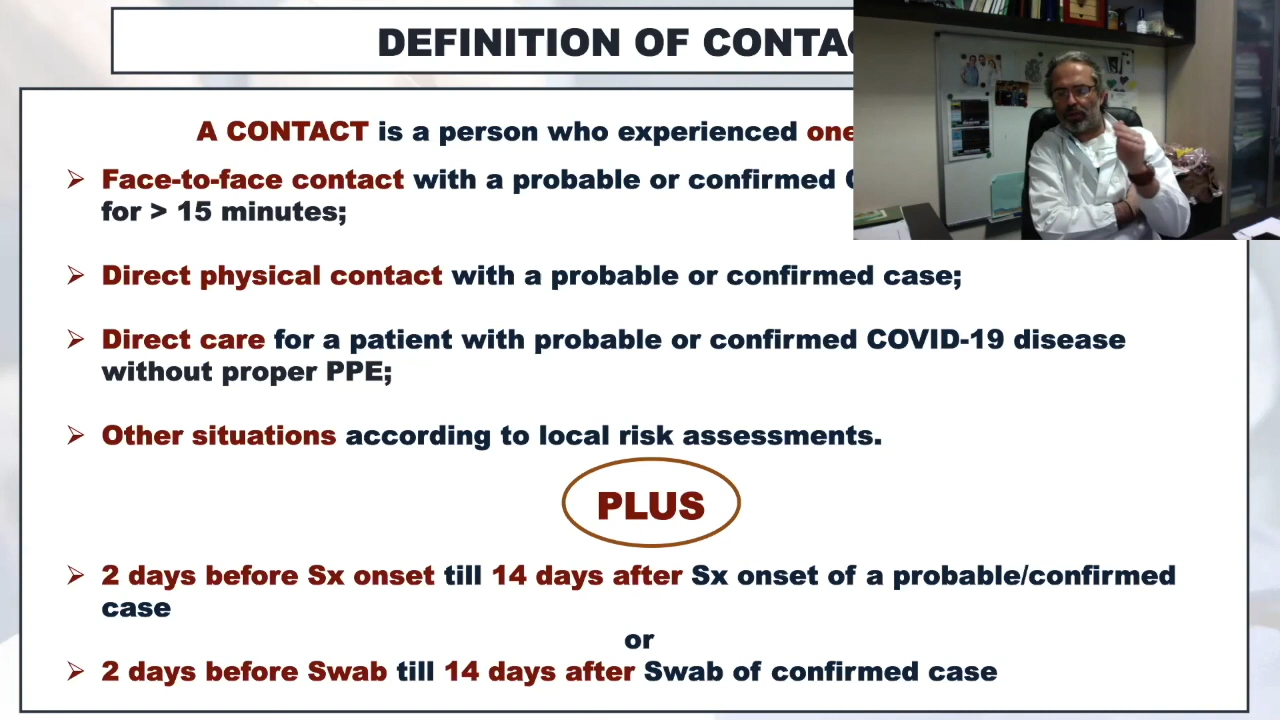 DEFINITION OF CONTAC
A CONTACT is a person who experienced one
Face-to-face contact with a probable or confirmed
for > 15 minutes;
Direct physical contact with a probable or confirmed case;
Direct care for a patient with probable or confirmed COVID-19 disease
without proper PPE;
Other situations according to local risk assessments.
PLUS
2 days before Sx onset till 14 days after Sx onset of a probable/confirmed
case
or
2 days before Swab till 14 days after Swab of confirmed case